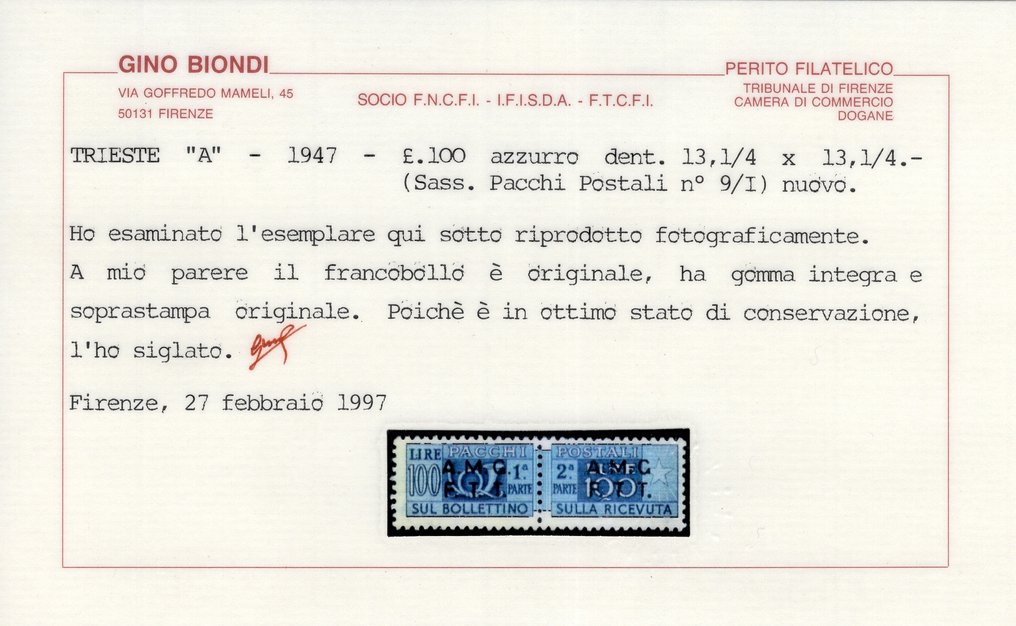 GINO BIONDI
PERITO FILATELICO
VIA GOFFREDO MAMELI, 45
50131 FIRENZE
SOCIO F.N.C.F.I. - I.F.I.S.D.A. - F.T.C.F.I.
TRIBUNALE DI FIRENZE
CAMERA DI COMMERCIO
DOGANE
TRIESTE "A" - 1947 - £.100 azzurro dent. 13,1/4 x 13,1/4.-
(Sass. Pacchi Postali n° 9/I) nuovo.
Ho esaminato l'esemplare qui sotto riprodotto fotograficamente.
A mio parere il francobollo è originale, ha gomma integra e
soprastampa originale. Poichè è in ottimo stato di conservazione,
l'ho siglato.
Firenze, 27 febbraio 1997
LIRE PACCHI POSTALI
100 A.M.G. 1ª 2ª A.M.G. LIRE
F.T.T. PARTE PARTE F.T.T. 100
SUL BOLLETTINO SULLA RICEVUTA